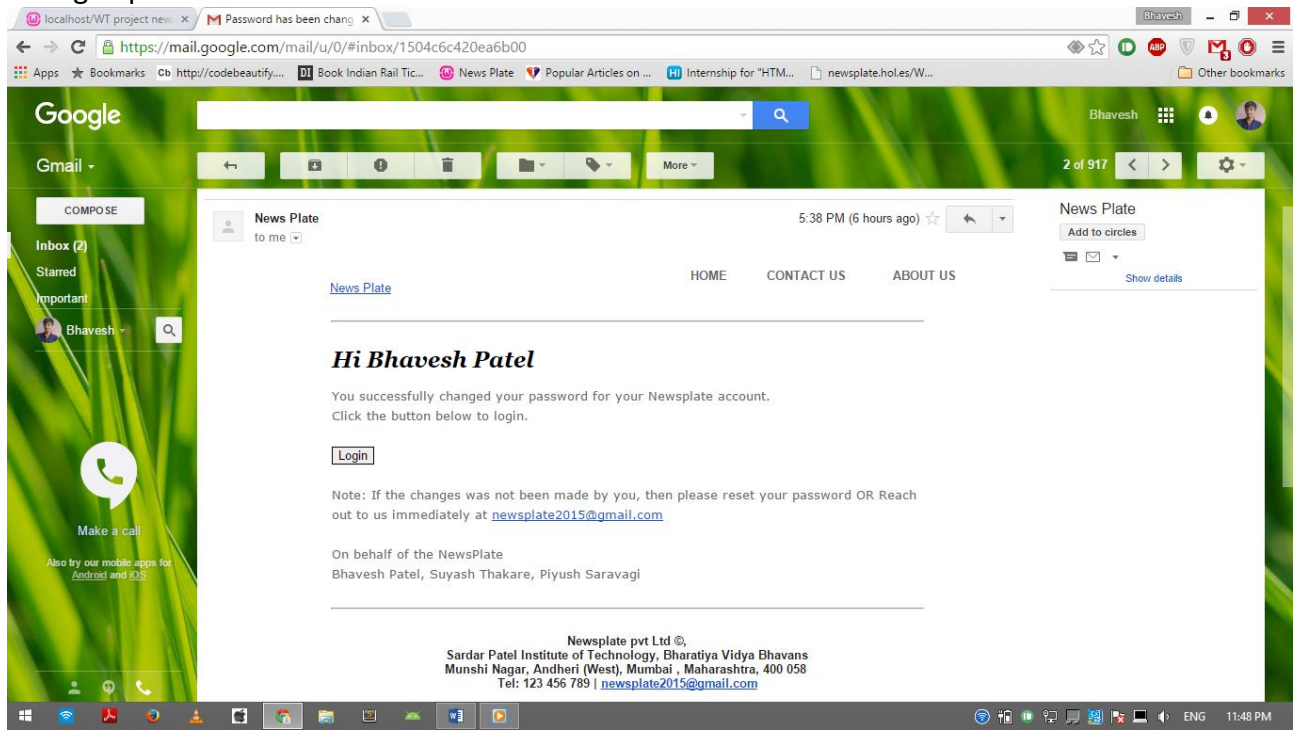 localhost/WT project new
Password has been chang
Bhavesh
https://mail.google.com/mail/u/0/#inbox/1504c6c420ea6b00
ABP
3
Apps Bookmarks Cb http://codebeautify.... DI Book Indian Rail Tic... News Plate Popular Articles on ... HI Internship for "HTM... newsplate.hol.es/W... Other bookmarks
Google
Bhavesh
Gmail
More
2 of 917
COMPOSE
Inbox (2)
Starred
Important
Bhavesh
Make a call
Also try our mobile apps for
Android and iOS
News Plate
5:38 PM (6 hours ago)
to me
News Plate
HOME CONTACT US ABOUT US
Hi Bhavesh Patel
You successfully changed your password for your Newsplate account.
Click the button below to login.
Login
Note: If the changes was not been made by you, then please reset your password OR Reach
out to us immediately at newsplate2015@gmail.com
On behalf of the NewsPlate
Bhavesh Patel, Suyash Thakare, Piyush Saravagi
Newsplate pvt Ltd ©,
Sardar Patel Institute of Technology, Bharatiya Vidya Bhavans
Munshi Nagar, Andheri (West), Mumbai , Maharashtra, 400 058
Tel: 123 456 789 | newsplate2015@gmail.com
News Plate
Add to circles
Show details
ENG 11:48 PM